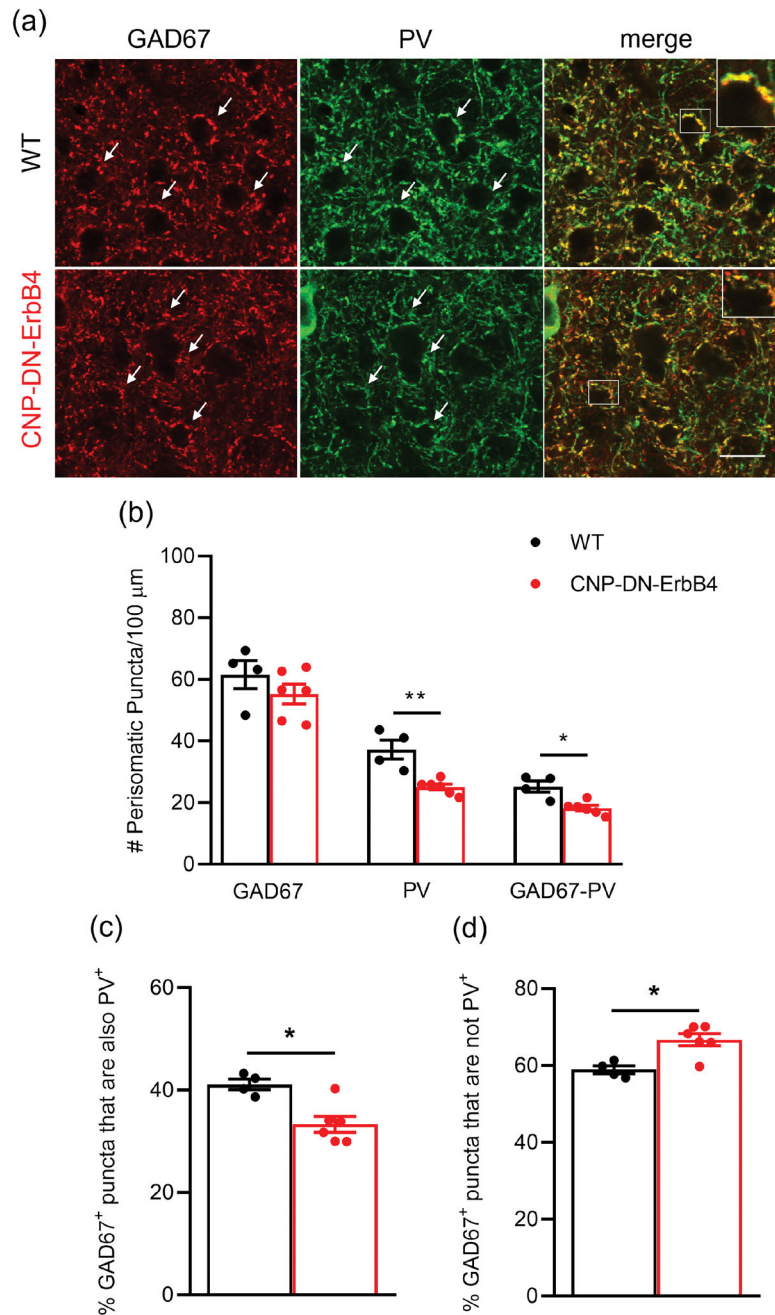 (a)
GAD67 PV merge
WT
CNP-DN-ErbB4
(b)
# Perisomatic Puncta/100 μm
100
80
60
40
20
0
WT
CNP-DN-ErbB4
**
*
GAD67 PV GAD67-PV
(c)
% GAD67+ puncta that are also PV+
60
40
20
0
*
(d)
% GAD67+ puncta that are not PV+
80
60
40
20
0
*